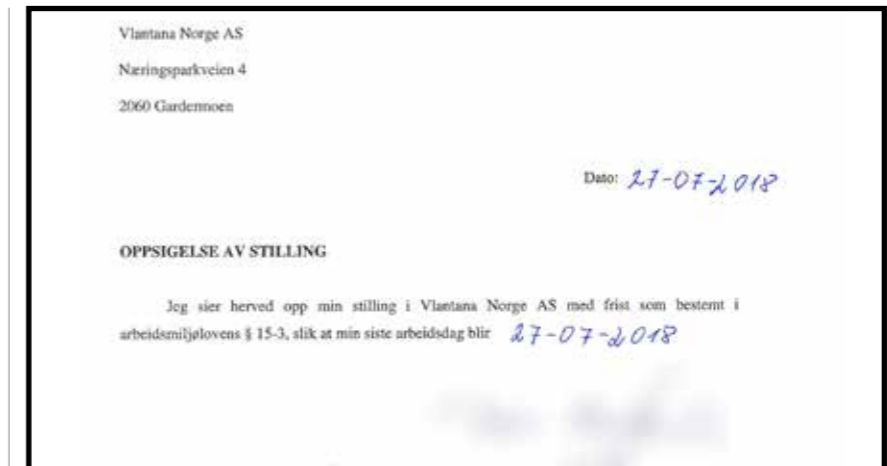 Vlantana Norge AS
Næringsparkveien 4
2060 Gardermoen
Dato: 27-07-2018
OPPSIGELSE AV STILLING
Jeg sier herved opp min stilling i Vlantana Norge AS med frist som bestemt i
arbeidsmiljølovens § 15-3, slik at min siste arbeidsdag blir 27-07-2018